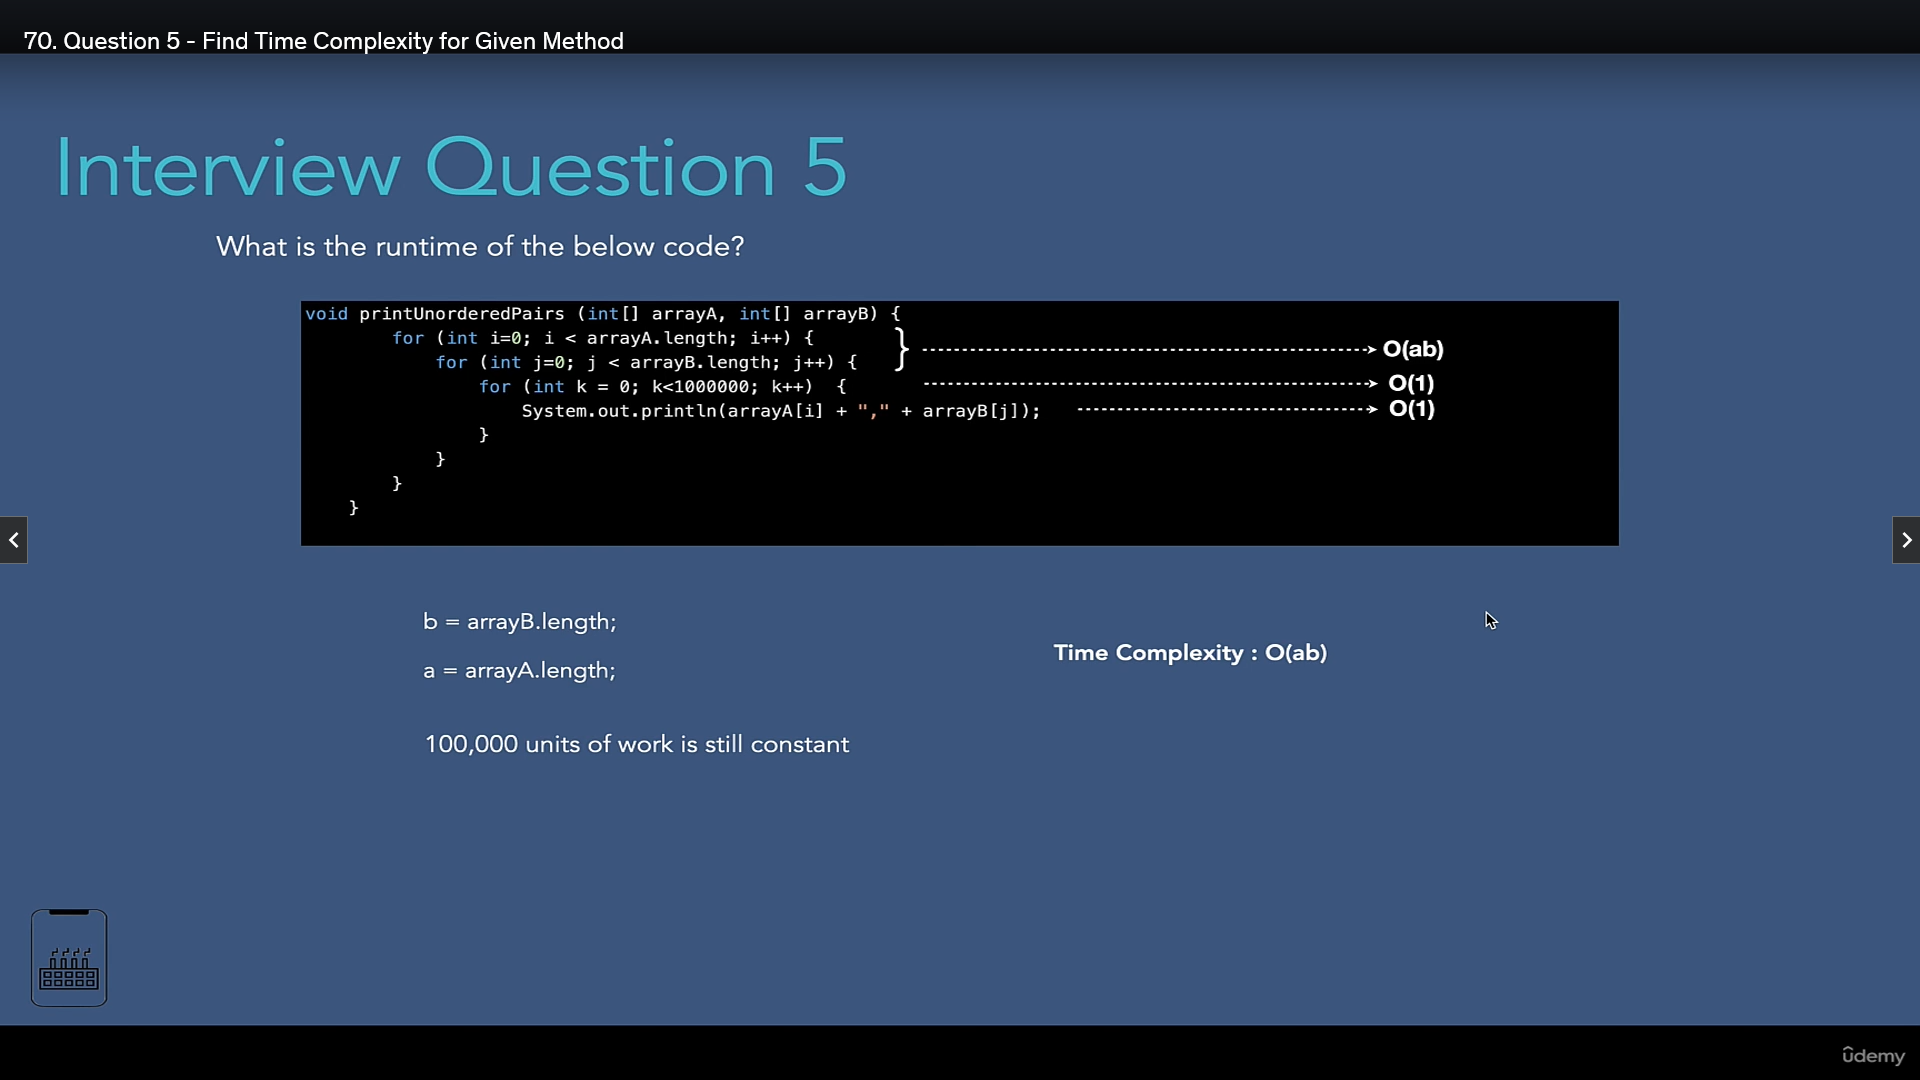 70. Question 5 - Find Time Complexity for Given Method
Interview Question 5
What is the runtime of the below code?
void printUnorderedPairs (int[] arrayA, int[] arrayB) {
for (int i=0; i < arrayA.length; i++) {
for (int j=0; j < arrayB.length; j++) {
} O(ab)
for (int k = 0; k<1000000; k++) { O(1)
System.out.println(arrayA[i] + "," + arrayB[j]); O(1)
}
}
}
}
b = arrayB.length;
a = arrayA.length;
Time Complexity : O(ab)
100,000 units of work is still constant
ûdemy